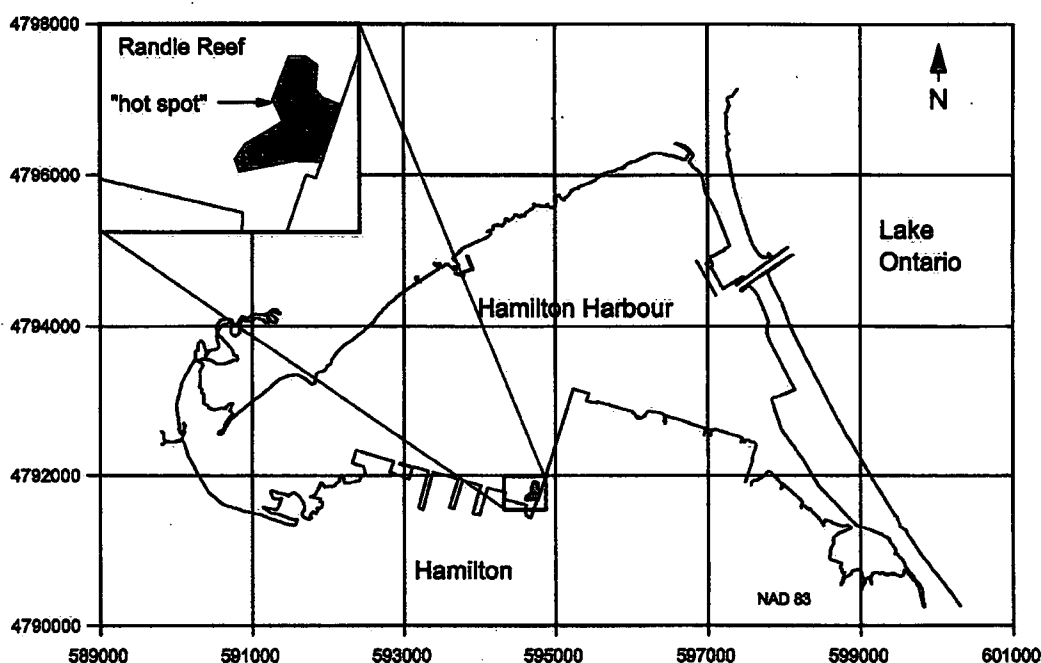 4798000
Randle Reef
"hot spot"
N
4796000
Lake
Ontario
Hamilton Harbour
4794000
4792000
Hamilton
NAD 83
4790000
589000 591000 593000 595000 597000 599000 601000